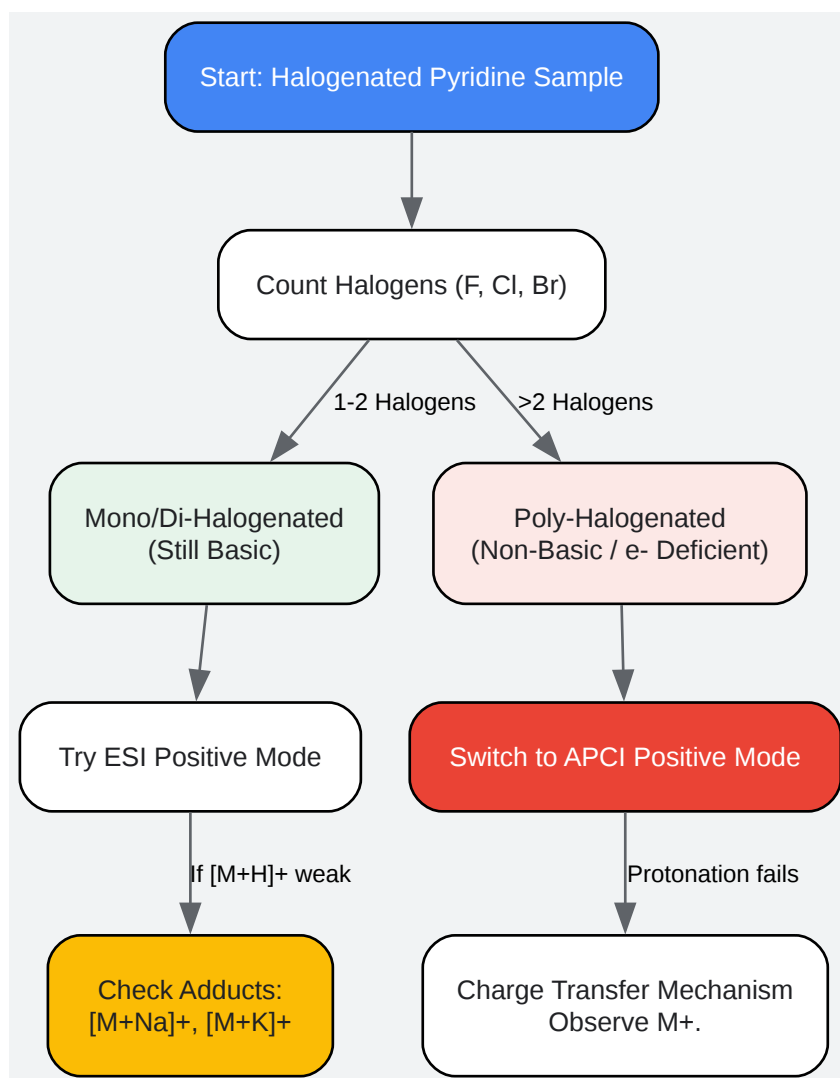 Start: Halogenated Pyridine Sample
Count Halogens (F, Cl, Br)
1-2 Halogens
>2 Halogens
Mono/Di-Halogenated
(Still Basic)
Poly-Halogenated
(Non-Basic / e- Deficient)
Try ESI Positive Mode
Switch to APCI Positive Mode
If [M+H]+ weak
Protonation fails
Check Adducts:
[M+Na]+, [M+K]+
Charge Transfer Mechanism
Observe M+.